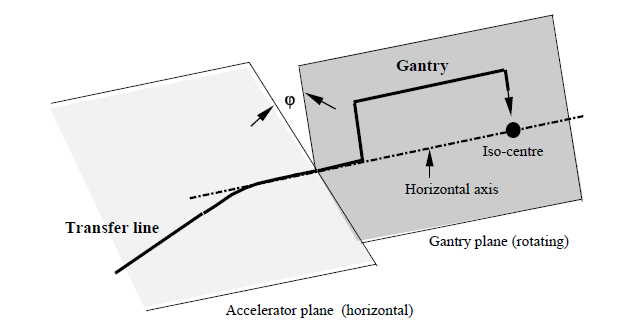 Gantry
φ
Iso-centre
Horizontal axis
Transfer line
Gantry plane (rotating)
Accelerator plane (horizontal)